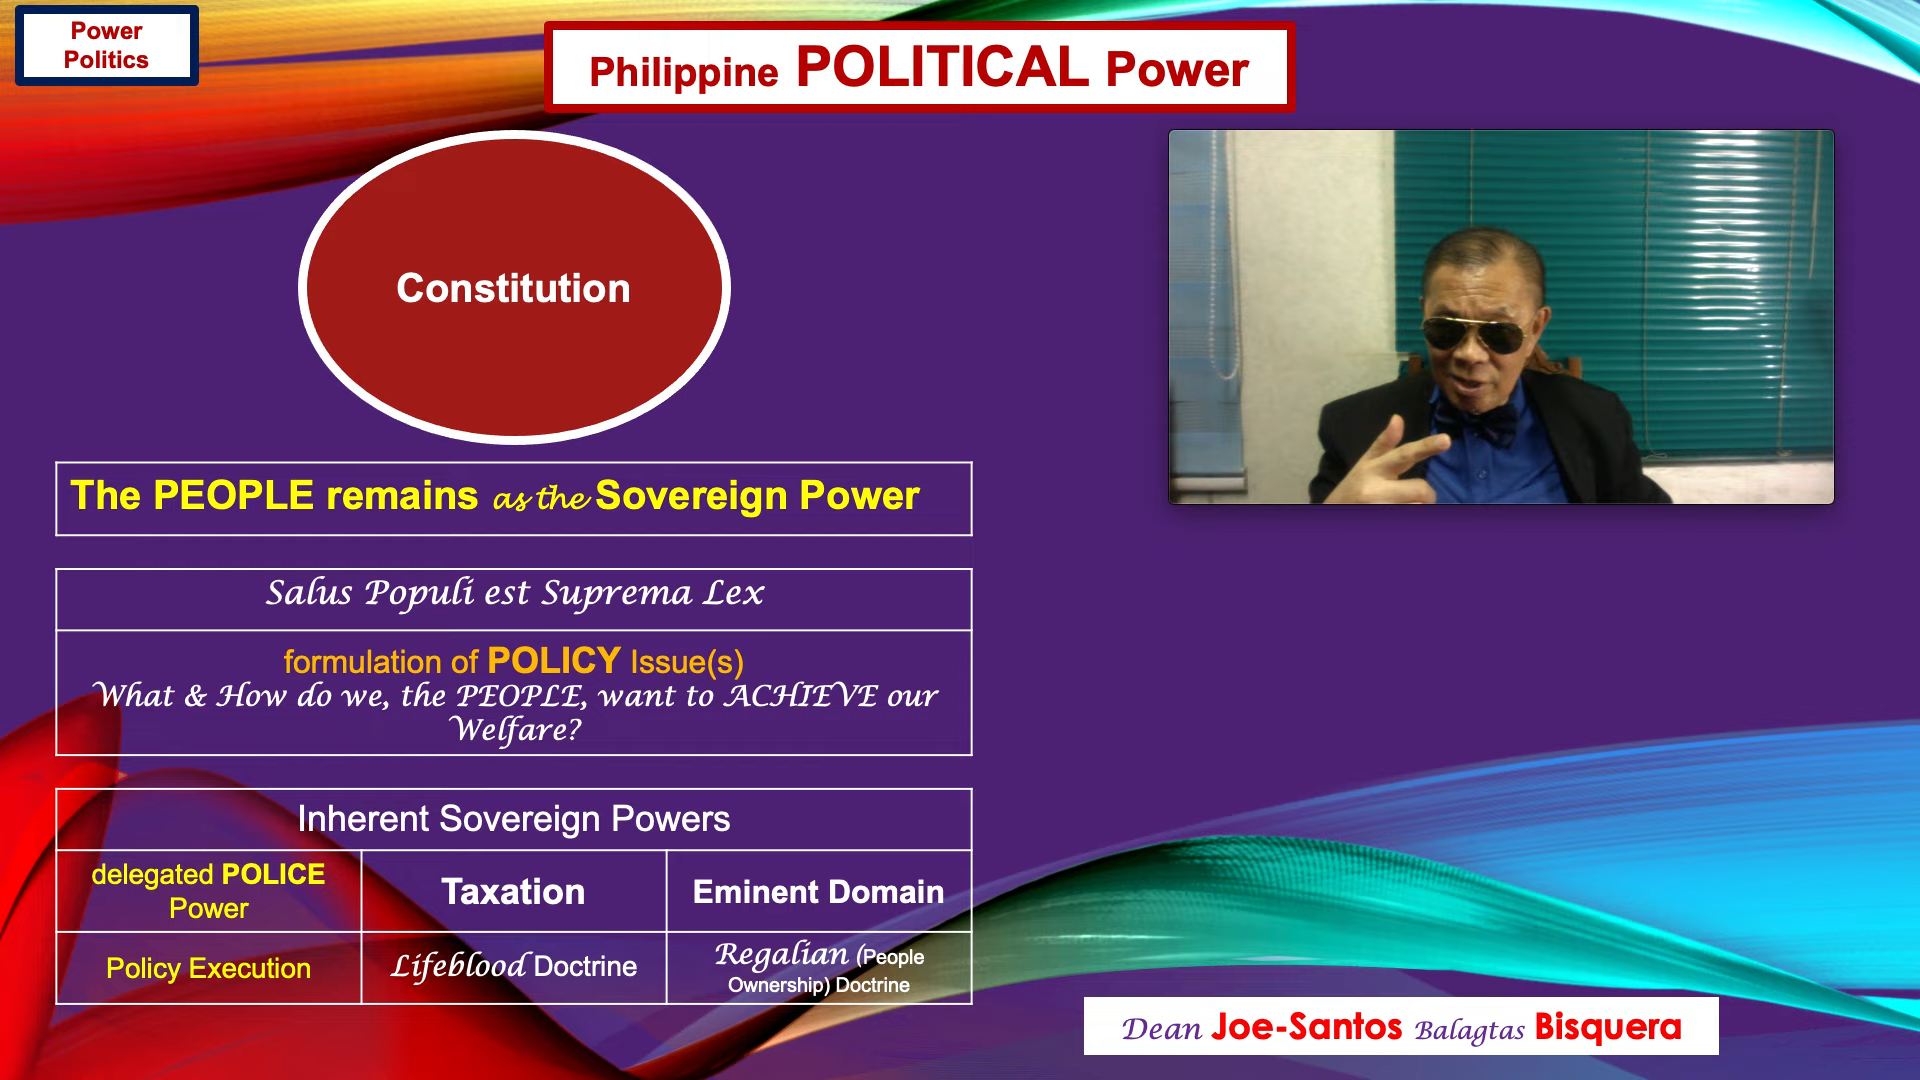 Power
Politics
Philippine POLITICAL Power
Constitution
The PEOPLE remains as the Sovereign Power
Salus Populi est Suprema Lex
formulation of POLICY Issue(s)
What & How do we, the PEOPLE, want to ACHIEVE our
Welfare?
Inherent Sovereign Powers
delegated POLICE
Power
Taxation
Eminent Domain
Policy Execution
Lifeblood Doctrine
Regalian (People
Ownership) Doctrine
Dean Joe-Santos Balagtas Bisquera